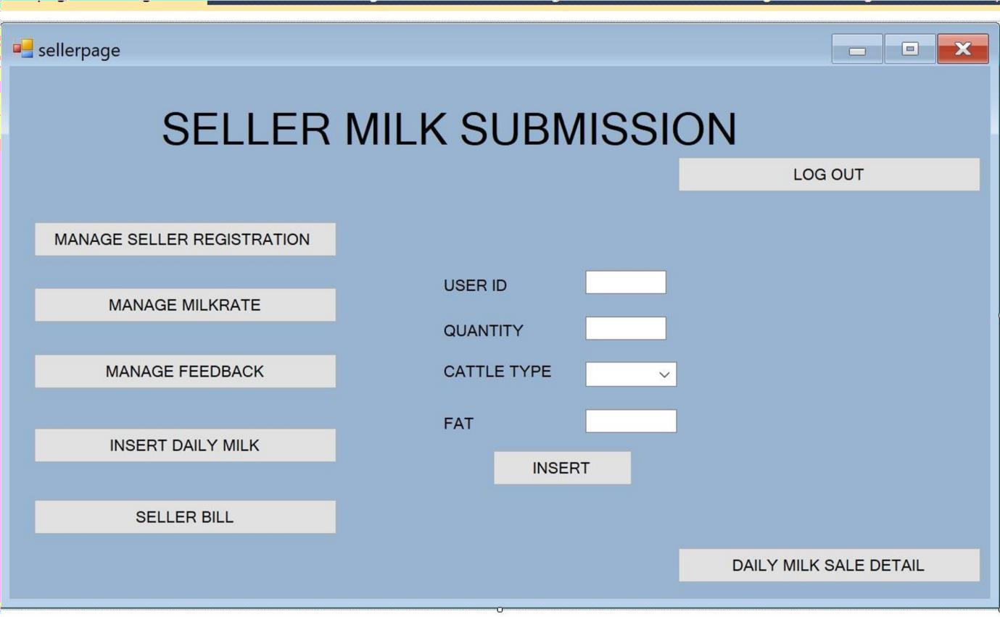 sellerpage
SELLER MILK SUBMISSION
LOG OUT
MANAGE SELLER REGISTRATION
MANAGE MILKRATE
MANAGE FEEDBACK
INSERT DAILY MILK
SELLER BILL
USER ID
QUANTITY
CATTLE TYPE
FAT
INSERT
DAILY MILK SALE DETAIL